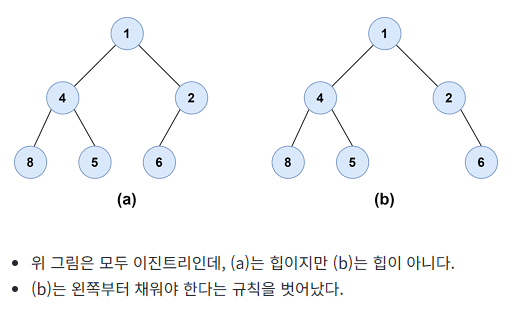 1 1
4 2 4 2
8 5 6 8 5 6
(a) (b)
위 그림은 모두 이진트리인데, (a)는 힙이지만 (b)는 힙이 아니다.
(b)는 왼쪽부터 채워야 한다는 규칙을 벗어났다.